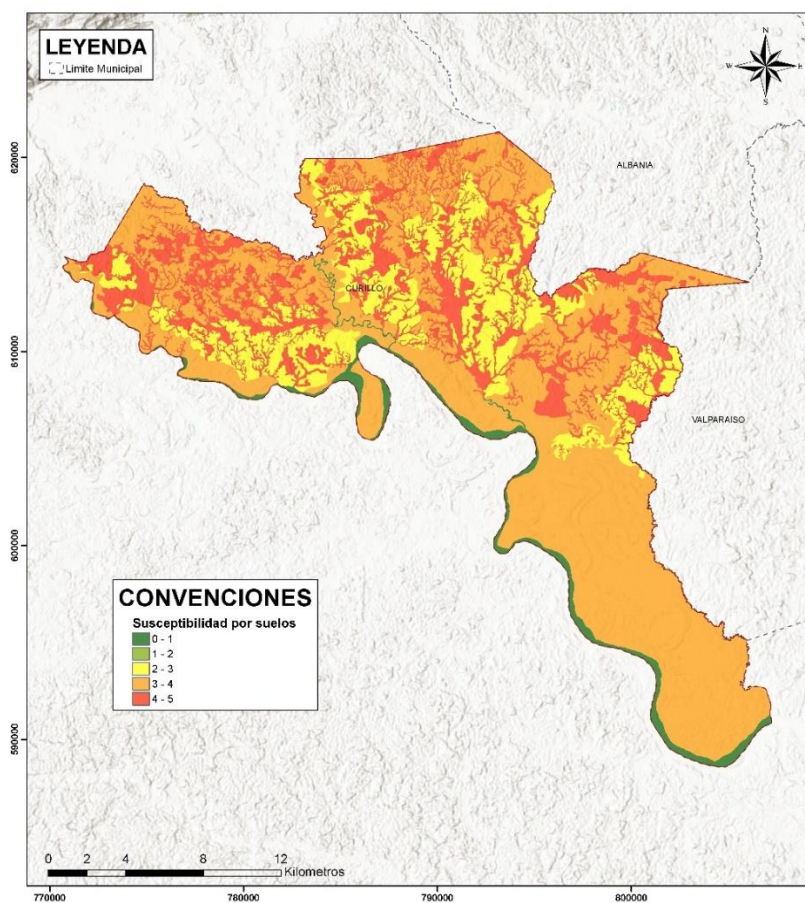 LEYENDA
Limite Municipal
N
W
E
S
620000
ALBANIA
CURILLO
610000
VALPARAISO
600000
CONVENCIONES
Susceptibilidad por suelos
0 - 1
1 - 2
2 - 3
3 - 4
4 - 5
590000
0 2 4 8 12
Kilometros
770000 780000 790000 800000